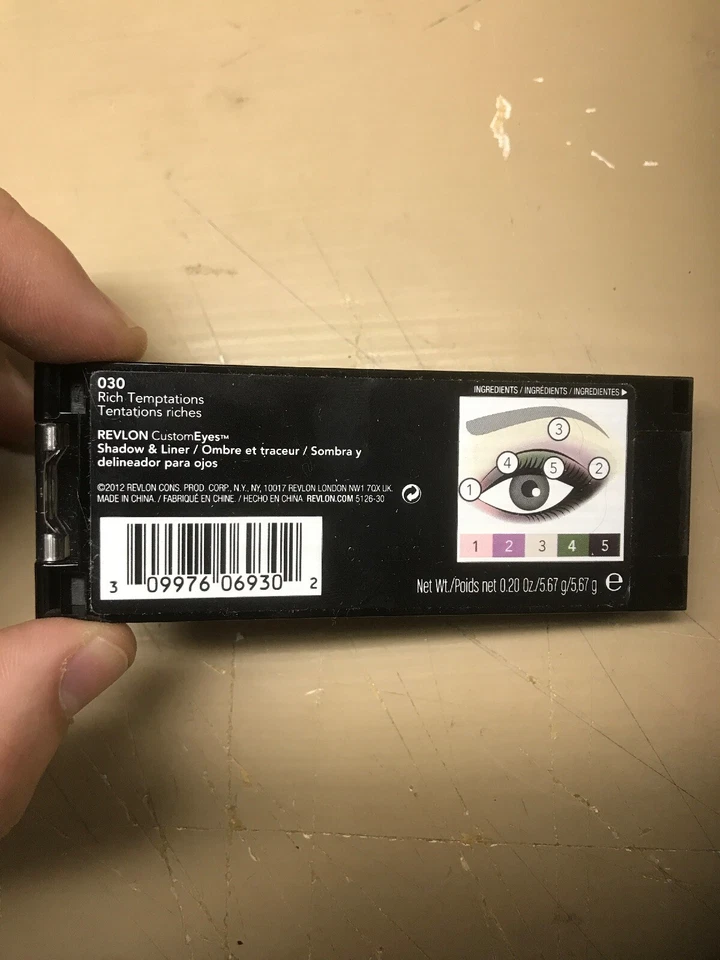 030
Rich Temptations
Tentations riches
REVLON CustomEyes™
Shadow & Liner / Ombre et traceur / Sombra y
delineador para ojos
©2012 REVLON CONS. PROD. CORP., N.Y., NY, 10017 REVLON LONDON NW1 7QX UK.
MADE IN CHINA. / FABRIQUÉ EN CHINE. / HECHO EN CHINA. REVLON.COM 5126-30
3 09976 06930 2
INGREDIENTS / INGRÉDIENTS / INGREDIENTES ▶
3
4
5
2
1
1 2 3 4 5
Net Wt./Poids net 0.20 Oz/5.67 g/5,67 g e